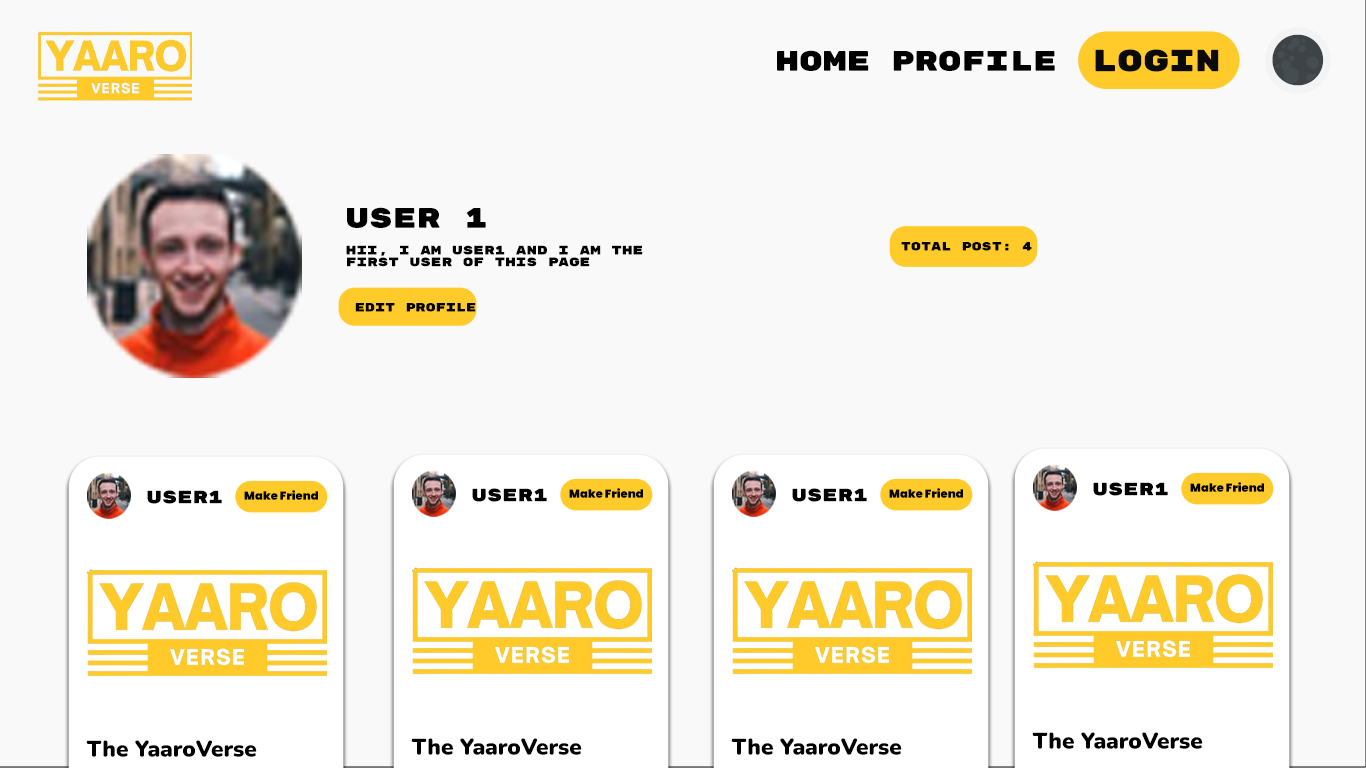 YAARO
VERSE
HOME PROFILE LOGIN
USER 1
HII, I AM USER1 AND I AM THE
FIRST USER OF THIS PAGE
EDIT PROFILE
TOTAL POST: 4
USER1 Make Friend
YAARO
VERSE
The YaaroVerse
USER1 Make Friend
YAARO
VERSE
The YaaroVerse
USER1 Make Friend
YAARO
VERSE
The YaaroVerse
USER1 Make Friend
YAARO
VERSE
The YaaroVerse